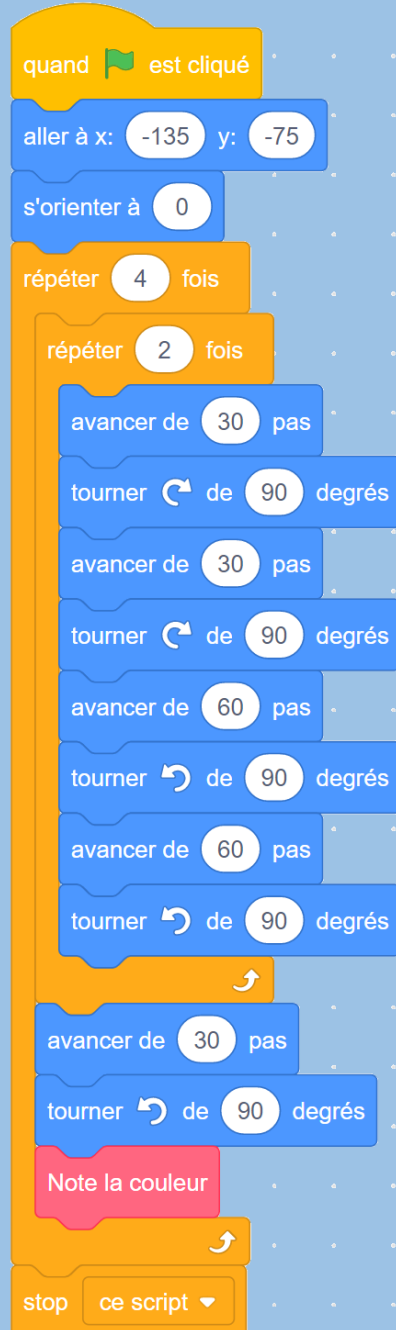 quand est cliqué
aller à x: -135 y: -75
s'orienter à 0
répéter 4 fois
répéter 2 fois
avancer de 30 pas
tourner de 90 degrés
avancer de 30 pas
tourner de 90 degrés
avancer de 60 pas
tourner de 90 degrés
avancer de 60 pas
tourner de 90 degrés
avancer de 30 pas
tourner de 90 degrés
Note la couleur
stop ce script